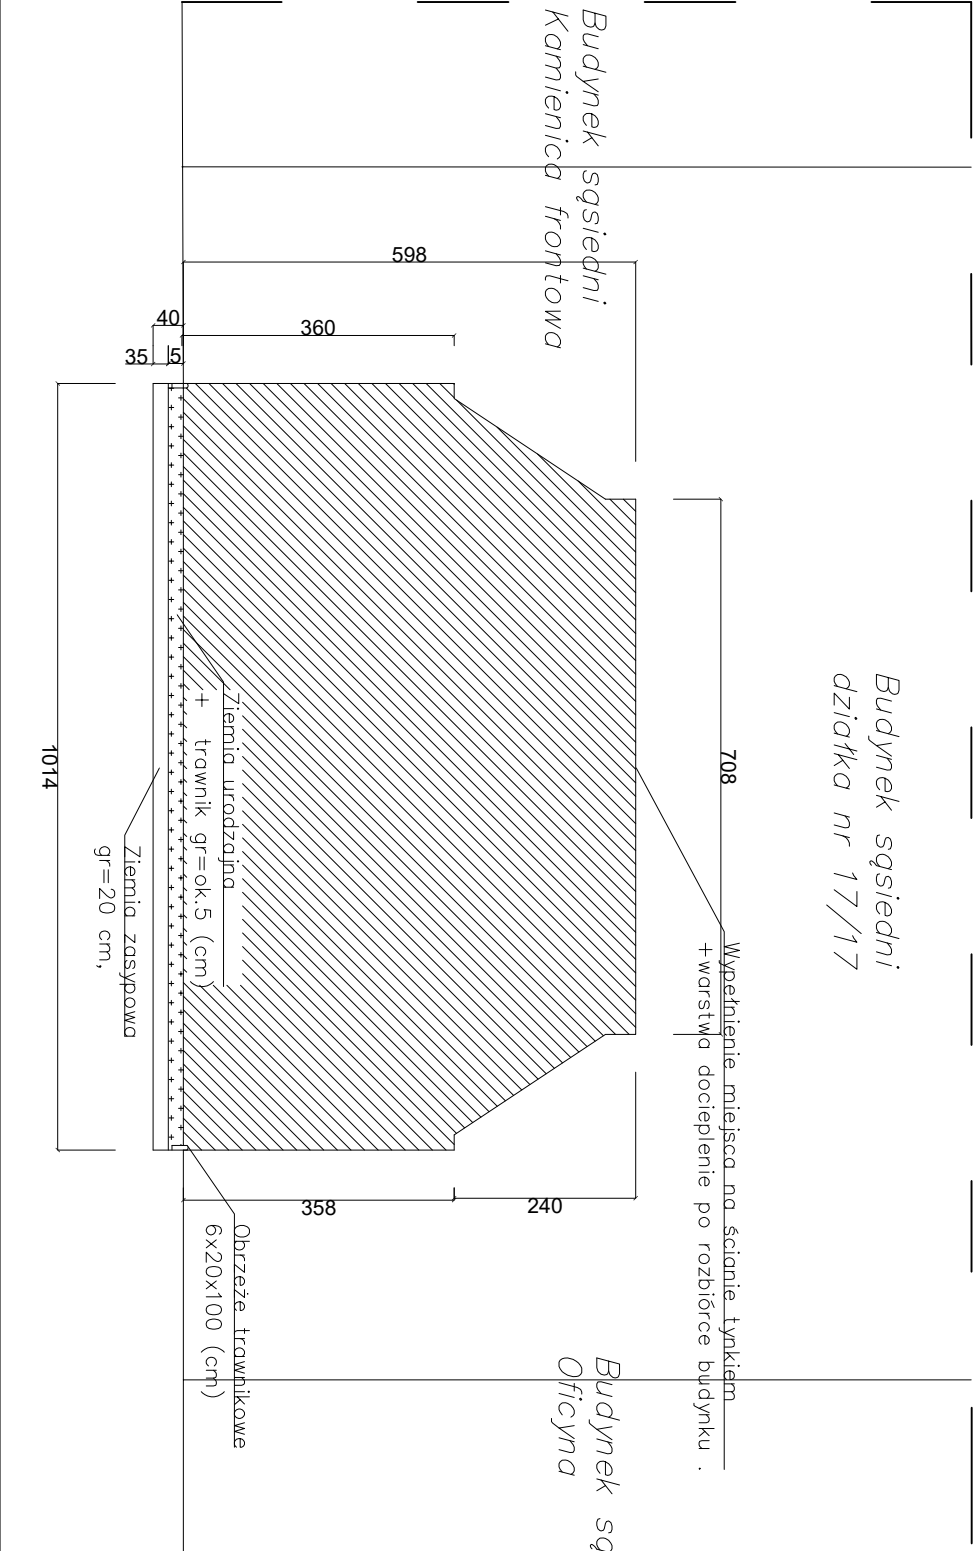 Budynek sąsiedni
Kamienica frontowa
Budynek sąsiedni
działka nr 17/17
Budynek są
Oficyna
598
40
360
35
5
1014
708
358
240
Wypełnienie miejsca na ścianie tynkiem
+warstwa docieplenie po rozbiórce budynku .
Ziemia urodzajna
+ trawnik gr=ok.5 (cm)
Ziemia zasypowa
gr=20 cm,
Obrzeże trawnikowe
6x20x100 (cm)